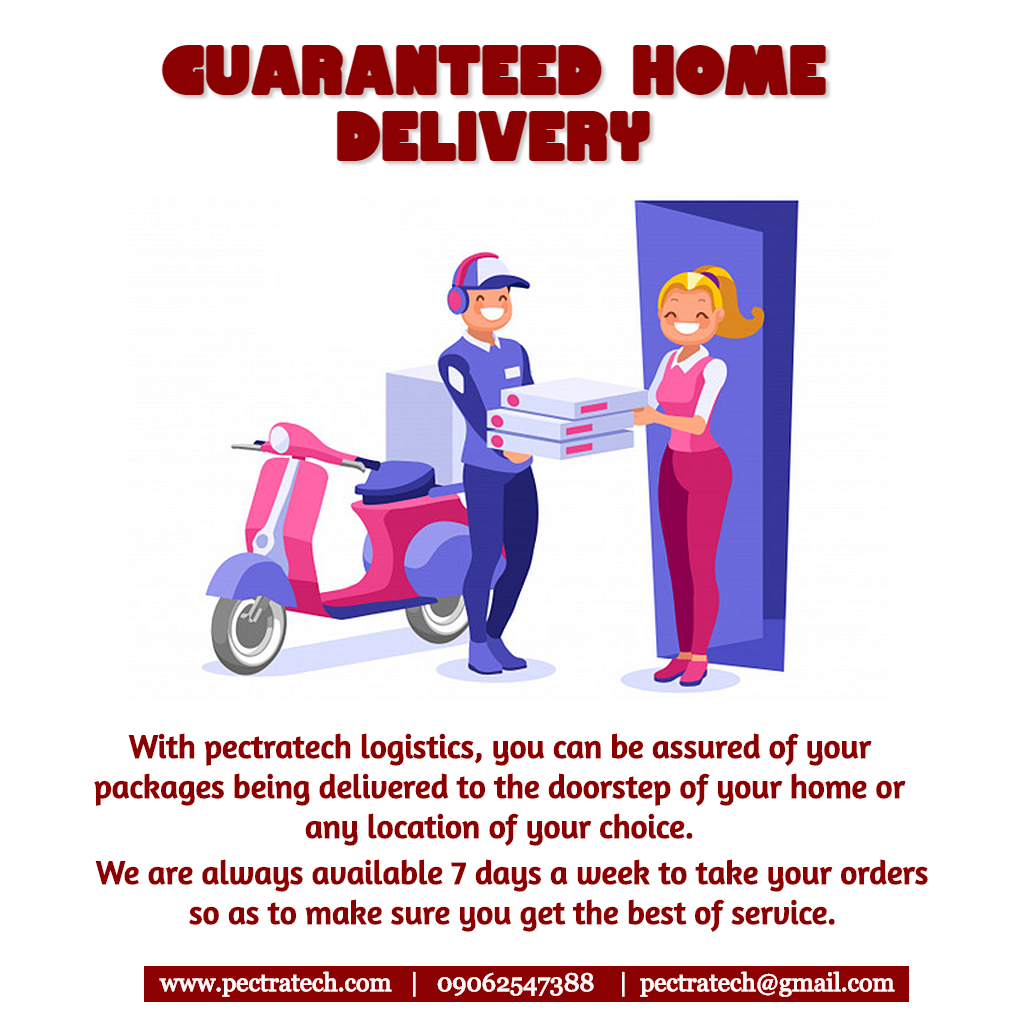 GUARANTEED HOME
DELIVERY
With pectratech logistics, you can be assured of your
packages being delivered to the doorstep of your home or
any location of your choice.
We are always available 7 days a week to take your orders
so as to make sure you get the best of service.
www.pectratech.com | 09062547388 | pectratech@gmail.com